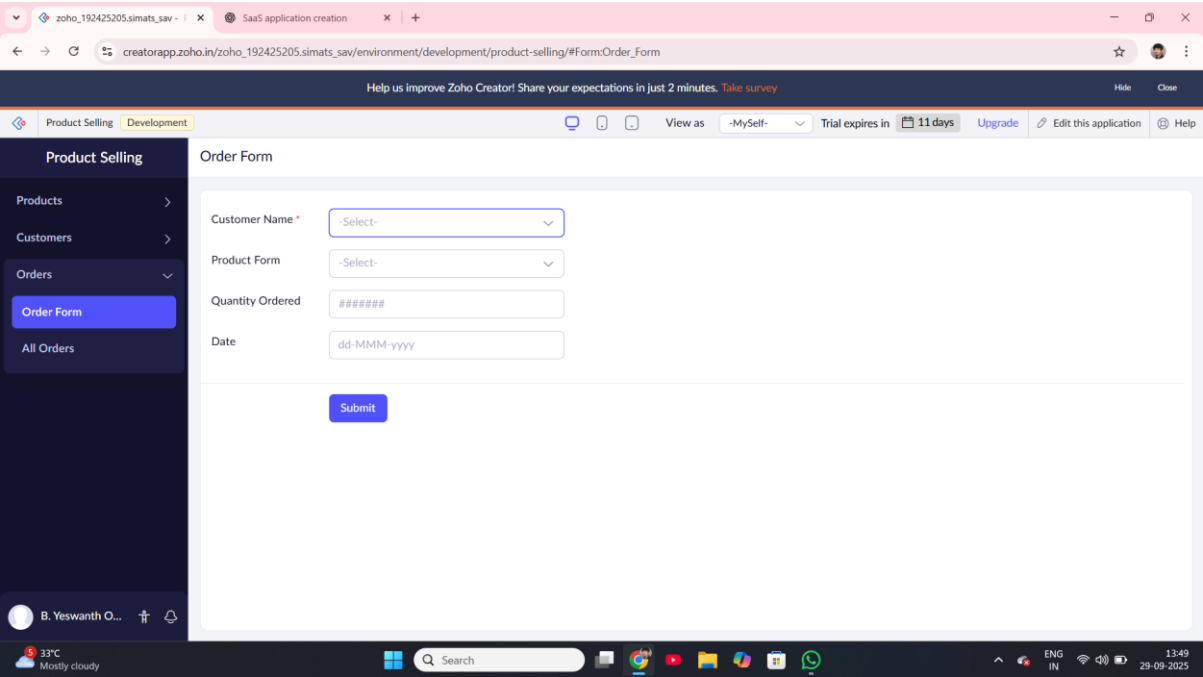 zoho_192425205.simats_sav -
SaaS application creation
creatorapp.zoho.in/zoho_192425205.simats_sav/environment/development/product-selling/#Form:Order_Form
Help us improve Zoho Creator! Share your expectations in just 2 minutes. Take survey
Hide
Close
Product Selling
Development
View as
-MySelf-
Trial expires in
11 days
Upgrade
Edit this application
Help
Product Selling
Order Form
Products
Customers
Orders
Order Form
All Orders
Customer Name *
-Select-
Product Form
-Select-
Quantity Ordered
#######
Date
dd-MMM-yyyy
Submit
B. Yeswanth O...
5
33°C
Mostly cloudy
Search
ENG
IN
13:49
29-09-2025